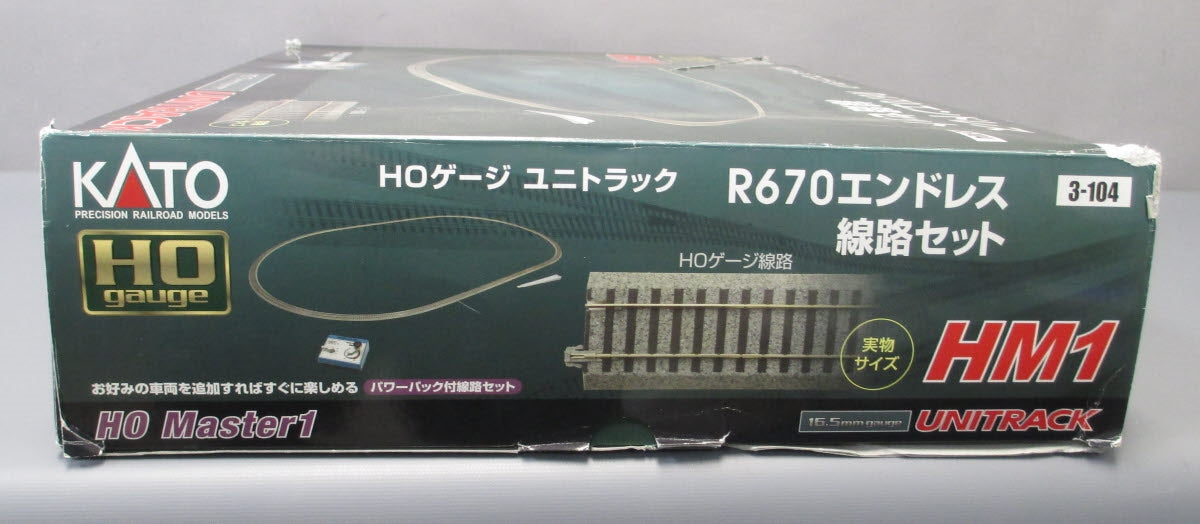 KATO
PRECISION RAILROAD MODELS
HO
gauge
HOゲージ ユニトラック
R670エンドレス
線路セット
3-104
HOゲージ線路
実物
サイズ
HM1
お好みの車両を追加すればすぐに楽しめる パワーパック付線路セット
HO Master1
16.5mm gauge UNITRACK